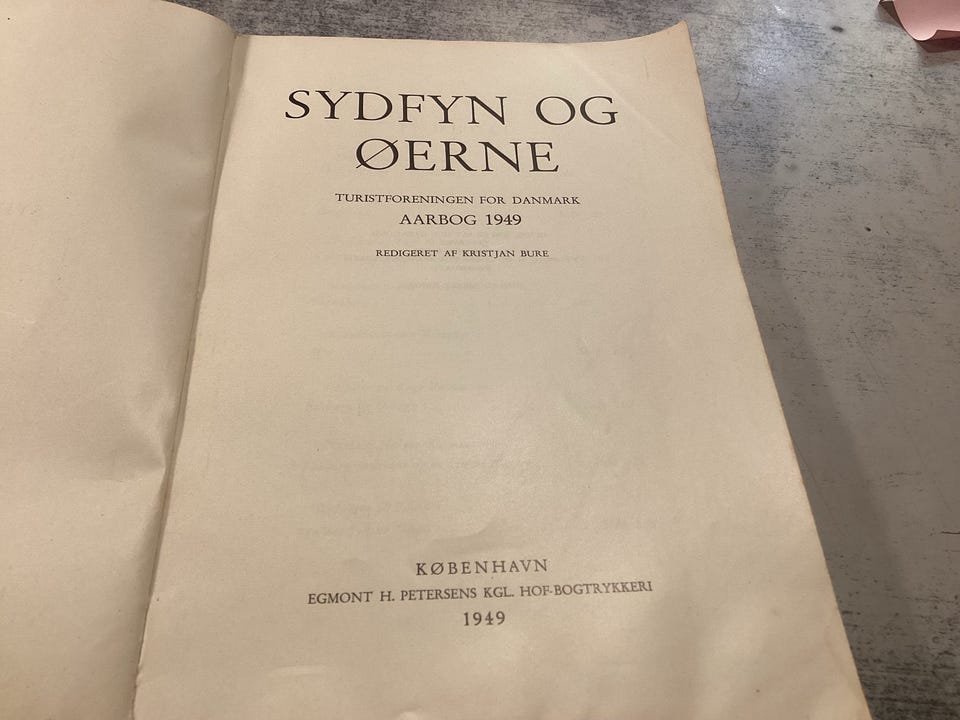 SYDFYN OG
ØERNE
TURISTFORENINGEN FOR DANMARK
AARBOG 1949
REDIGERET AF KRISTJAN BURE
KØBENHAVN
EGMONT H. PETERSENS KGL. HOF-BOGTRYKKERI
1949